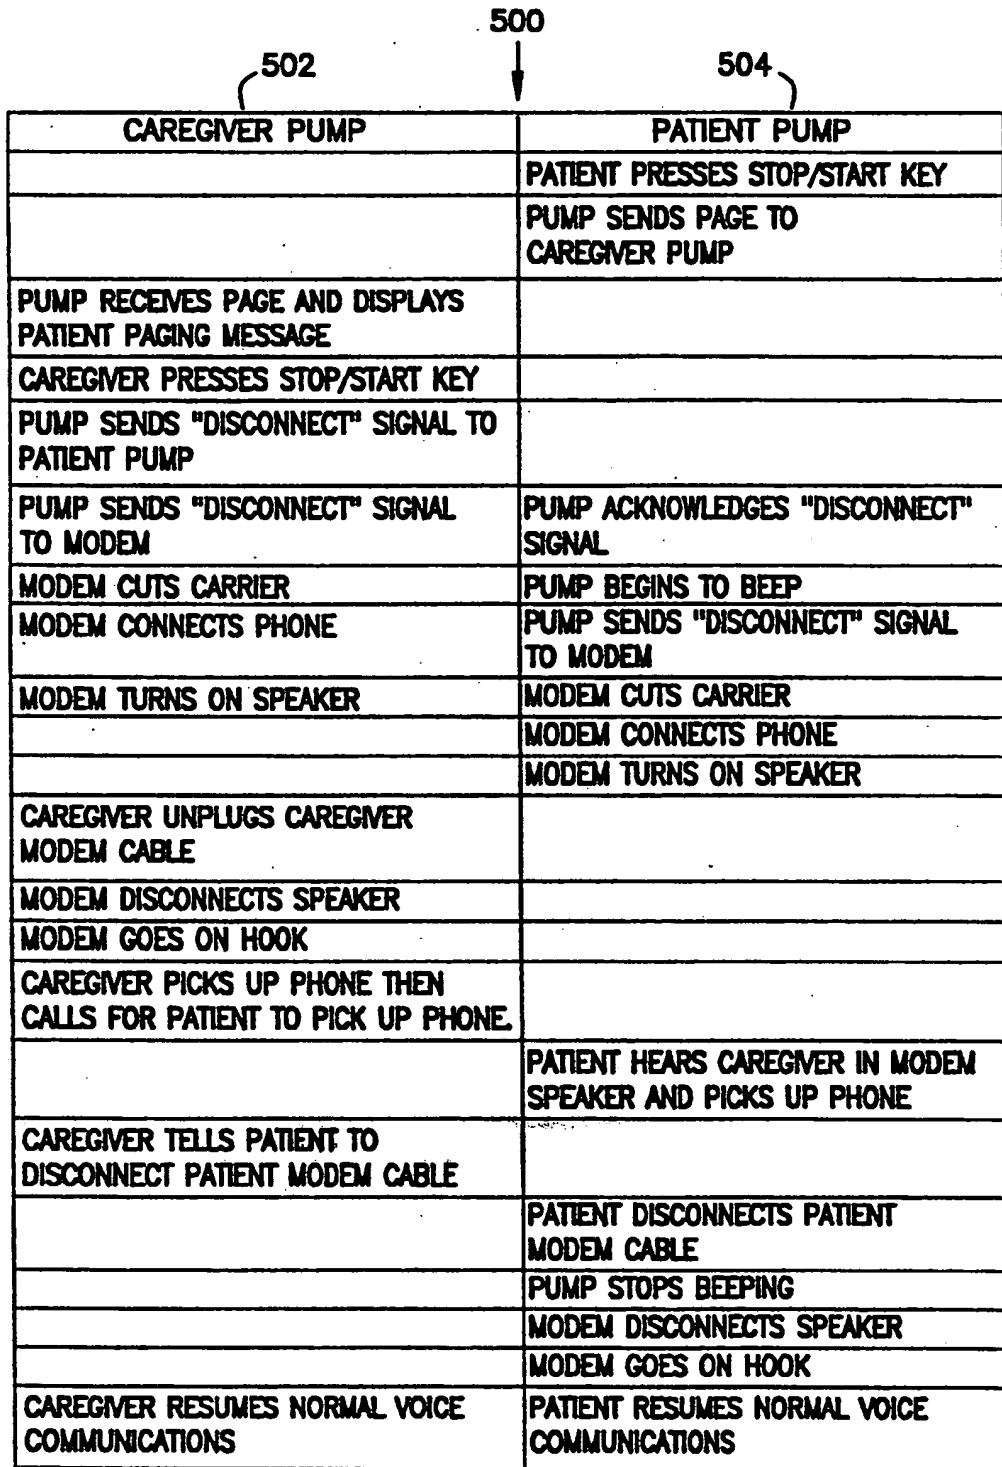 500
502
504
CAREGIVER PUMP
PATIENT PUMP
PATIENT PRESSES STOP/START KEY
PUMP SENDS PAGE TO
CAREGIVER PUMP
PUMP RECEIVES PAGE AND DISPLAYS
PATIENT PAGING MESSAGE
CAREGIVER PRESSES STOP/START KEY
PUMP SENDS "DISCONNECT" SIGNAL TO
PATIENT PUMP
PUMP SENDS "DISCONNECT" SIGNAL
TO MODEM
PUMP ACKNOWLEDGES "DISCONNECT"
SIGNAL
MODEM CUTS CARRIER
PUMP BEGINS TO BEEP
MODEM CONNECTS PHONE
PUMP SENDS "DISCONNECT" SIGNAL
TO MODEM
MODEM TURNS ON SPEAKER
MODEM CUTS CARRIER
MODEM CONNECTS PHONE
MODEM TURNS ON SPEAKER
CAREGIVER UNPLUGS CAREGIVER
MODEM CABLE
MODEM DISCONNECTS SPEAKER
MODEM GOES ON HOOK
CAREGIVER PICKS UP PHONE THEN
CALLS FOR PATIENT TO PICK UP PHONE.
PATIENT HEARS CAREGIVER IN MODEM
SPEAKER AND PICKS UP PHONE
CAREGIVER TELLS PATIENT TO
DISCONNECT PATIENT MODEM CABLE
PATIENT DISCONNECTS PATIENT
MODEM CABLE
PUMP STOPS BEEPING
MODEM DISCONNECTS SPEAKER
MODEM GOES ON HOOK
CAREGIVER RESUMES NORMAL VOICE
COMMUNICATIONS
PATIENT RESUMES NORMAL VOICE
COMMUNICATIONS